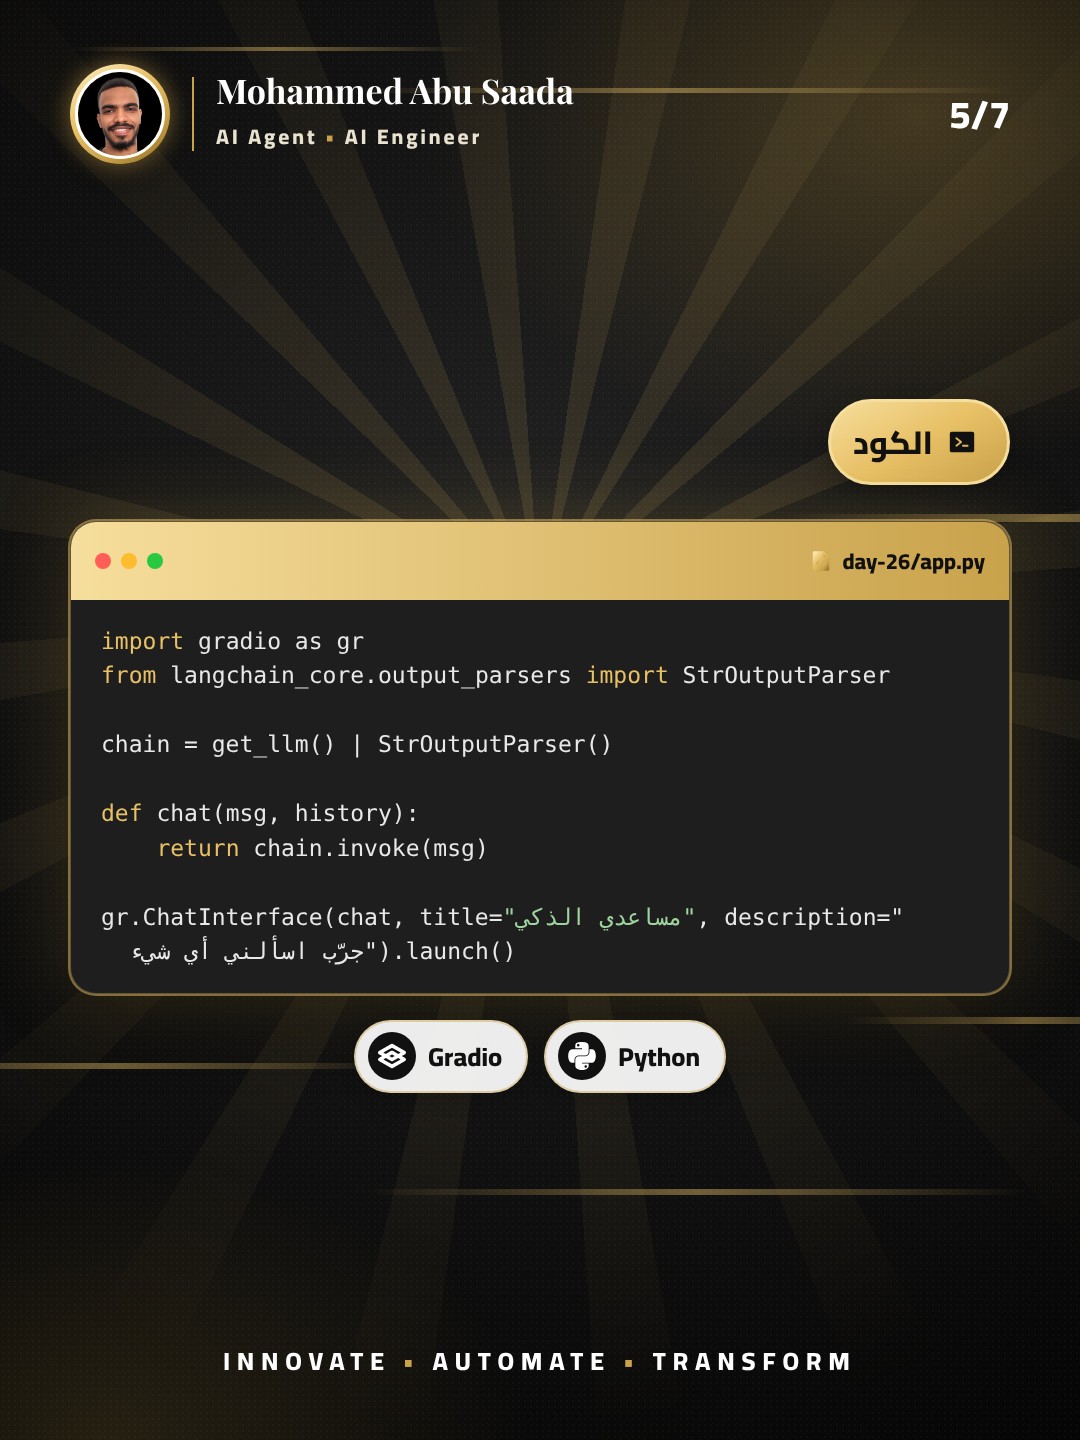 Mohammed Abu Saada
AI Agent ▪ AI Engineer
5/7
الكود
day-26/app.py
import gradio as gr
from langchain_core.output_parsers import StrOutputParser
chain = get_llm() | StrOutputParser()
def chat(msg, history):
    return chain.invoke(msg)
gr.ChatInterface(chat, title="مساعدي الذكي", description="
جرّب اسألني أي شيء").launch()
Gradio
Python
INNOVATE ▪ AUTOMATE ▪ TRANSFORM